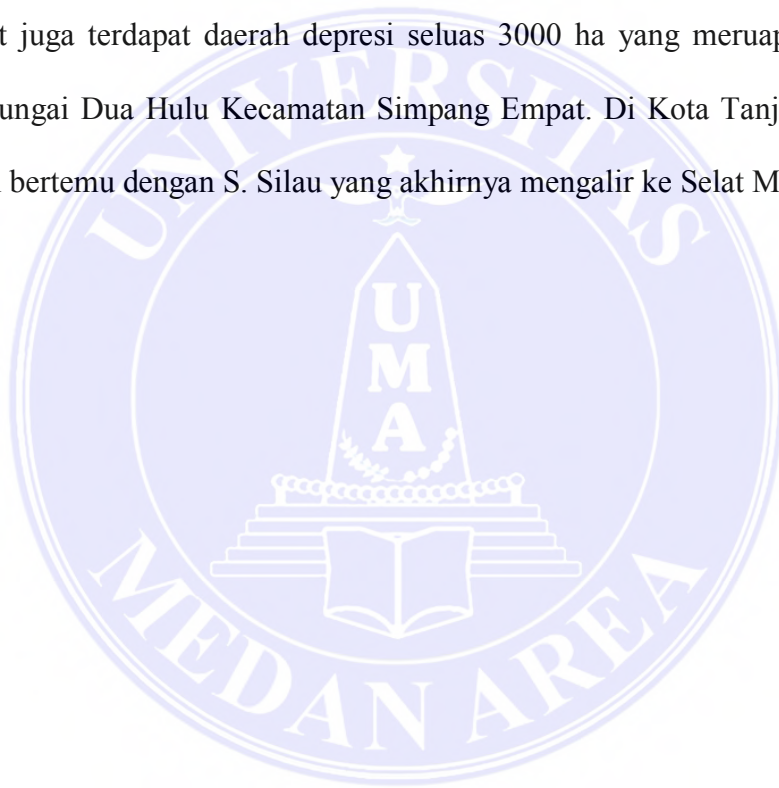 t juga terdapat daerah depresi seluas 3000 ha yang meruap
ungai Dua Hulu Kecamatan Simpang Empat. Di Kota Tanj
bertemu dengan S. Silau yang akhirnya mengalir ke Selat M
UNIVERSITAS
UMA
MEDAN AREA